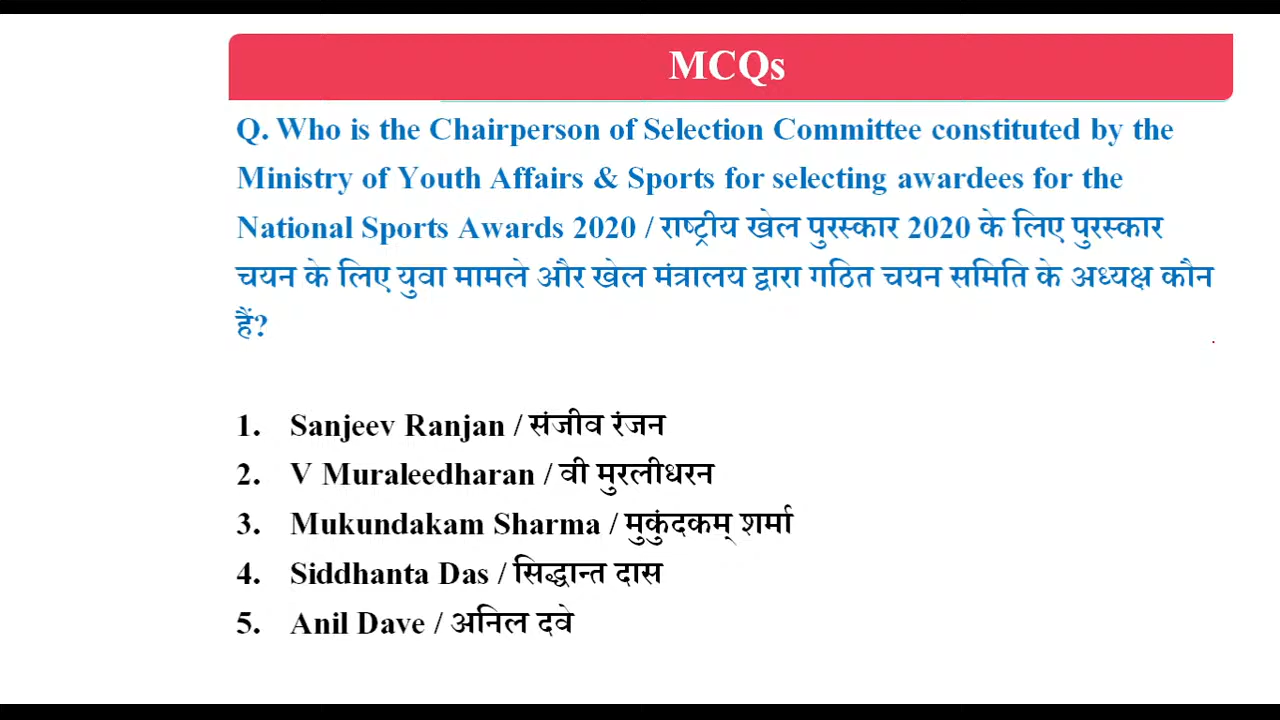 MCQs
Q. Who is the Chairperson of Selection Committee constituted by the
Ministry of Youth Affairs & Sports for selecting awardees for the
National Sports Awards 2020 / राष्ट्रीय खेल पुरस्कार 2020 के लिए पुरस्कार
चयन के लिए युवा मामले और खेल मंत्रालय द्वारा गठित चयन समिति के अध्यक्ष कौन
हैं?
1. Sanjeev Ranjan / संजीव रंजन
2. V Muraleedharan / वी मुरलीधरन
3. Mukundakam Sharma / मुकुंदकम् शर्मा
4. Siddhanta Das / सिद्धान्त दास
5. Anil Dave / अनिल दवे